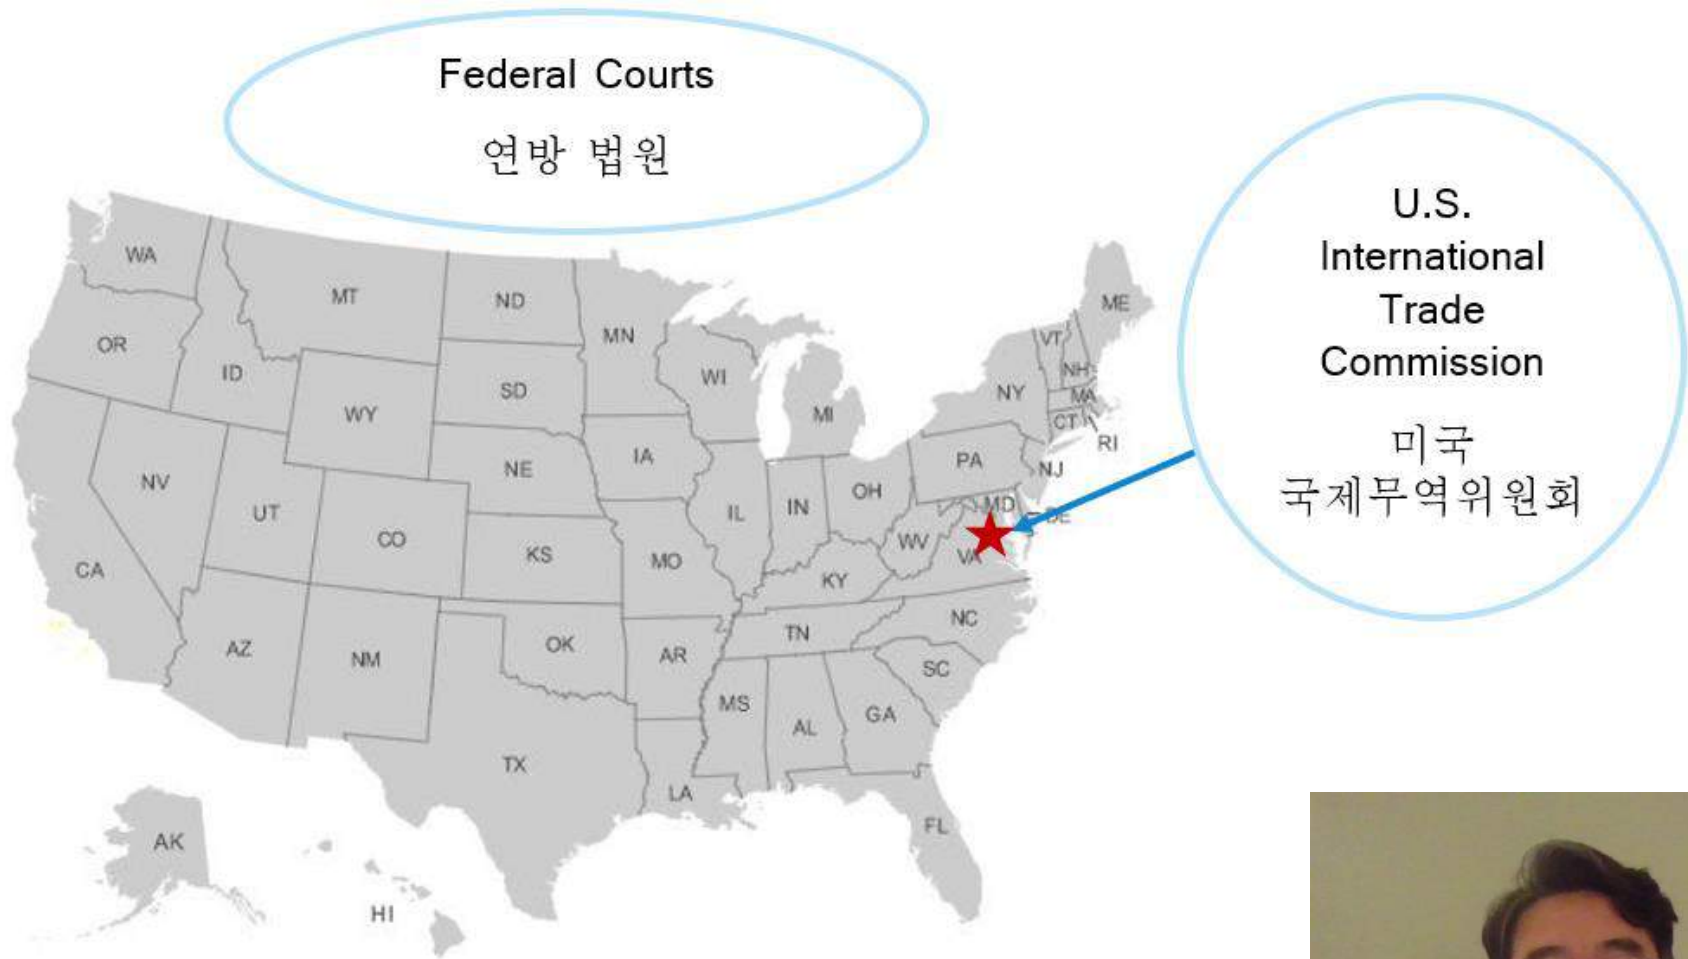 Federal Courts
연방 법원
U.S.
International
Trade
Commission
미국
국제무역위원회
WA
MT
ND
MN
OR
ID
SD
WI
MI
WY
NY
VT
NH
ME
MA
CT
RI
IA
NE
PA
NJ
NV
UT
CO
IL
IN
OH
MD
DE
CA
KS
MO
WV
VA
KY
AZ
NM
OK
AR
TN
NC
SC
MS
AL
GA
TX
LA
FL
AK
HI